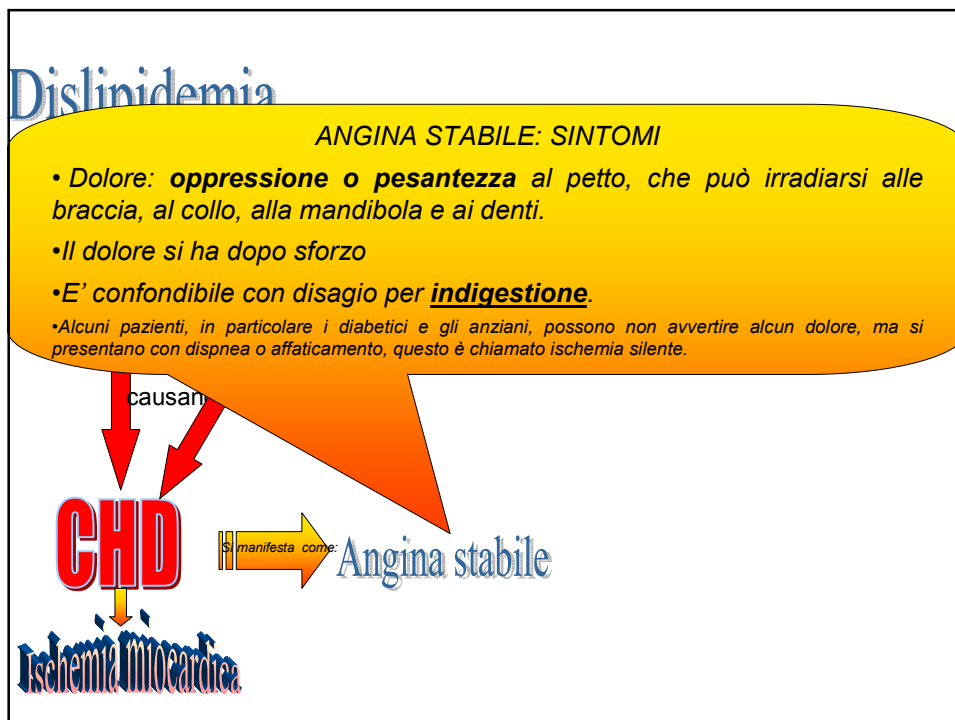 Dislipidemia
ANGINA STABILE: SINTOMI
• Dolore: oppressione o pesantezza al petto, che può irradiarsi alle
braccia, al collo, alla mandibola e ai denti.
•Il dolore si ha dopo sforzo
•E’ confondibile con disagio per indigestione.
•Alcuni pazienti, in particolare i diabetici e gli anziani, possono non avvertire alcun dolore, ma si
presentano con dispnea o affaticamento, questo è chiamato ischemia silente.
CHD
Si manifesta come:
Angina stabile
Ischemia miocardica